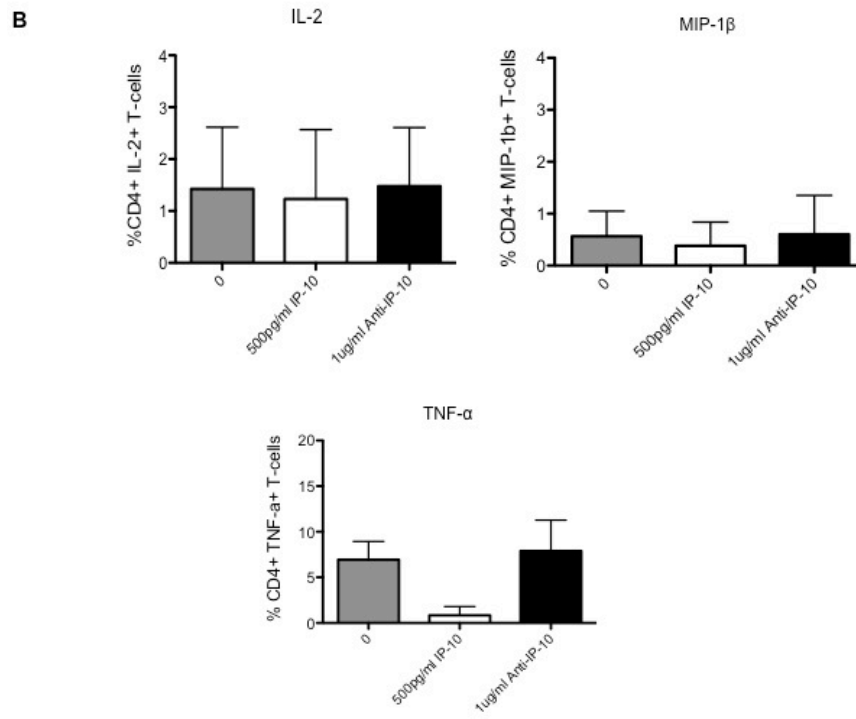 B
IL-2
%CD4+ IL-2+ T-cells
4
3
2
1
0
0
500pg/ml IP-10
1ug/ml Anti-IP-10
MIP-1β
% CD4+ MIP-1b+ T-cells
4
3
2
1
0
0
500pg/ml IP-10
1ug/ml Anti-IP-10
TNF-α
% CD4+ TNF-a+ T-cells
20
15
10
5
0
0
500pg/ml IP-10
1ug/ml Anti-IP-10